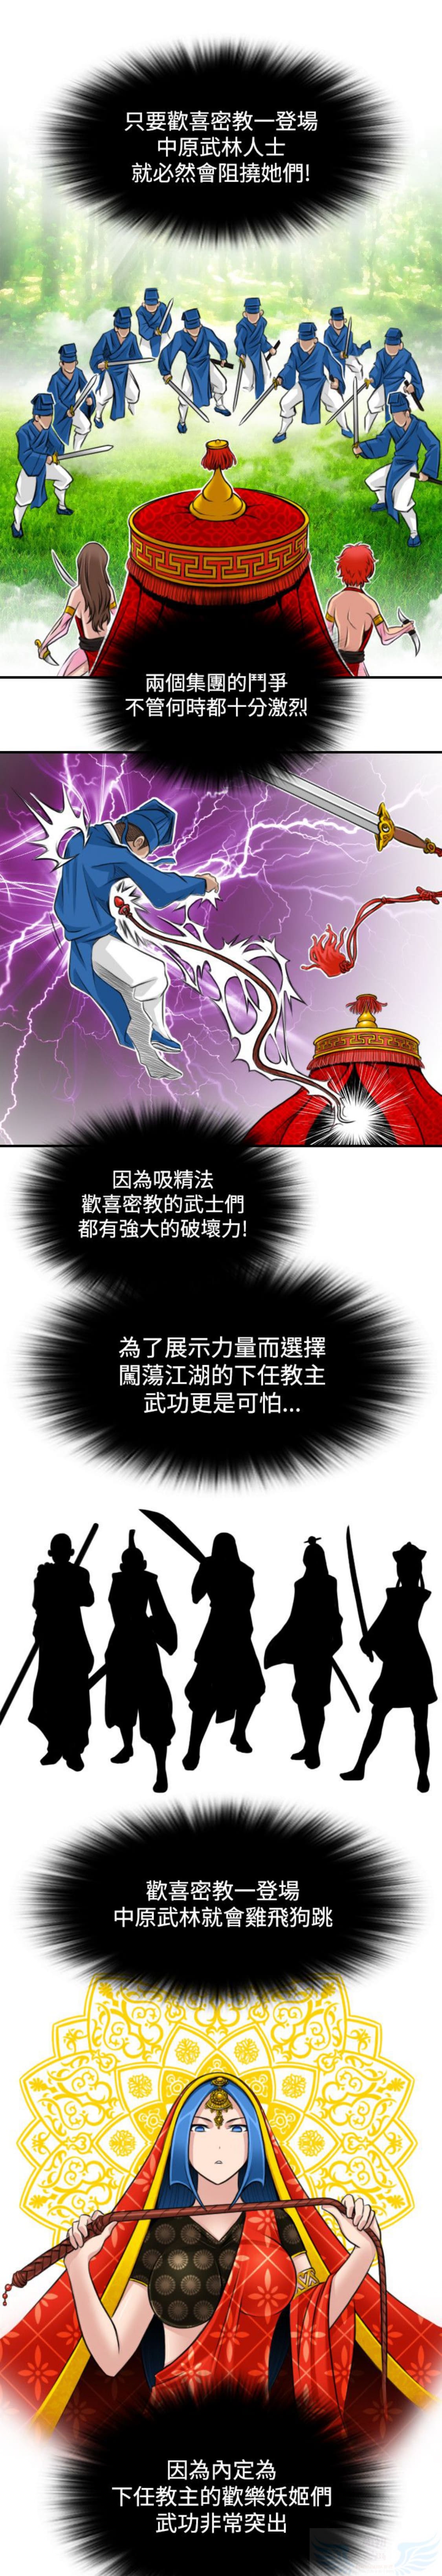 只要歡喜密教一登場
中原武林人士
就必然會阻撓她們!
兩個集團的鬥爭
不管何時都十分激烈
因為吸精法
歡喜密教的武士們
都有強大的破壞力!
為了展示力量而選擇
闖蕩江湖的下任教主
武功更是可怕...
歡喜密教一登場
中原武林就會雞飛狗跳
因為內定為
下任教主的歡樂妖姬們
武功非常突出